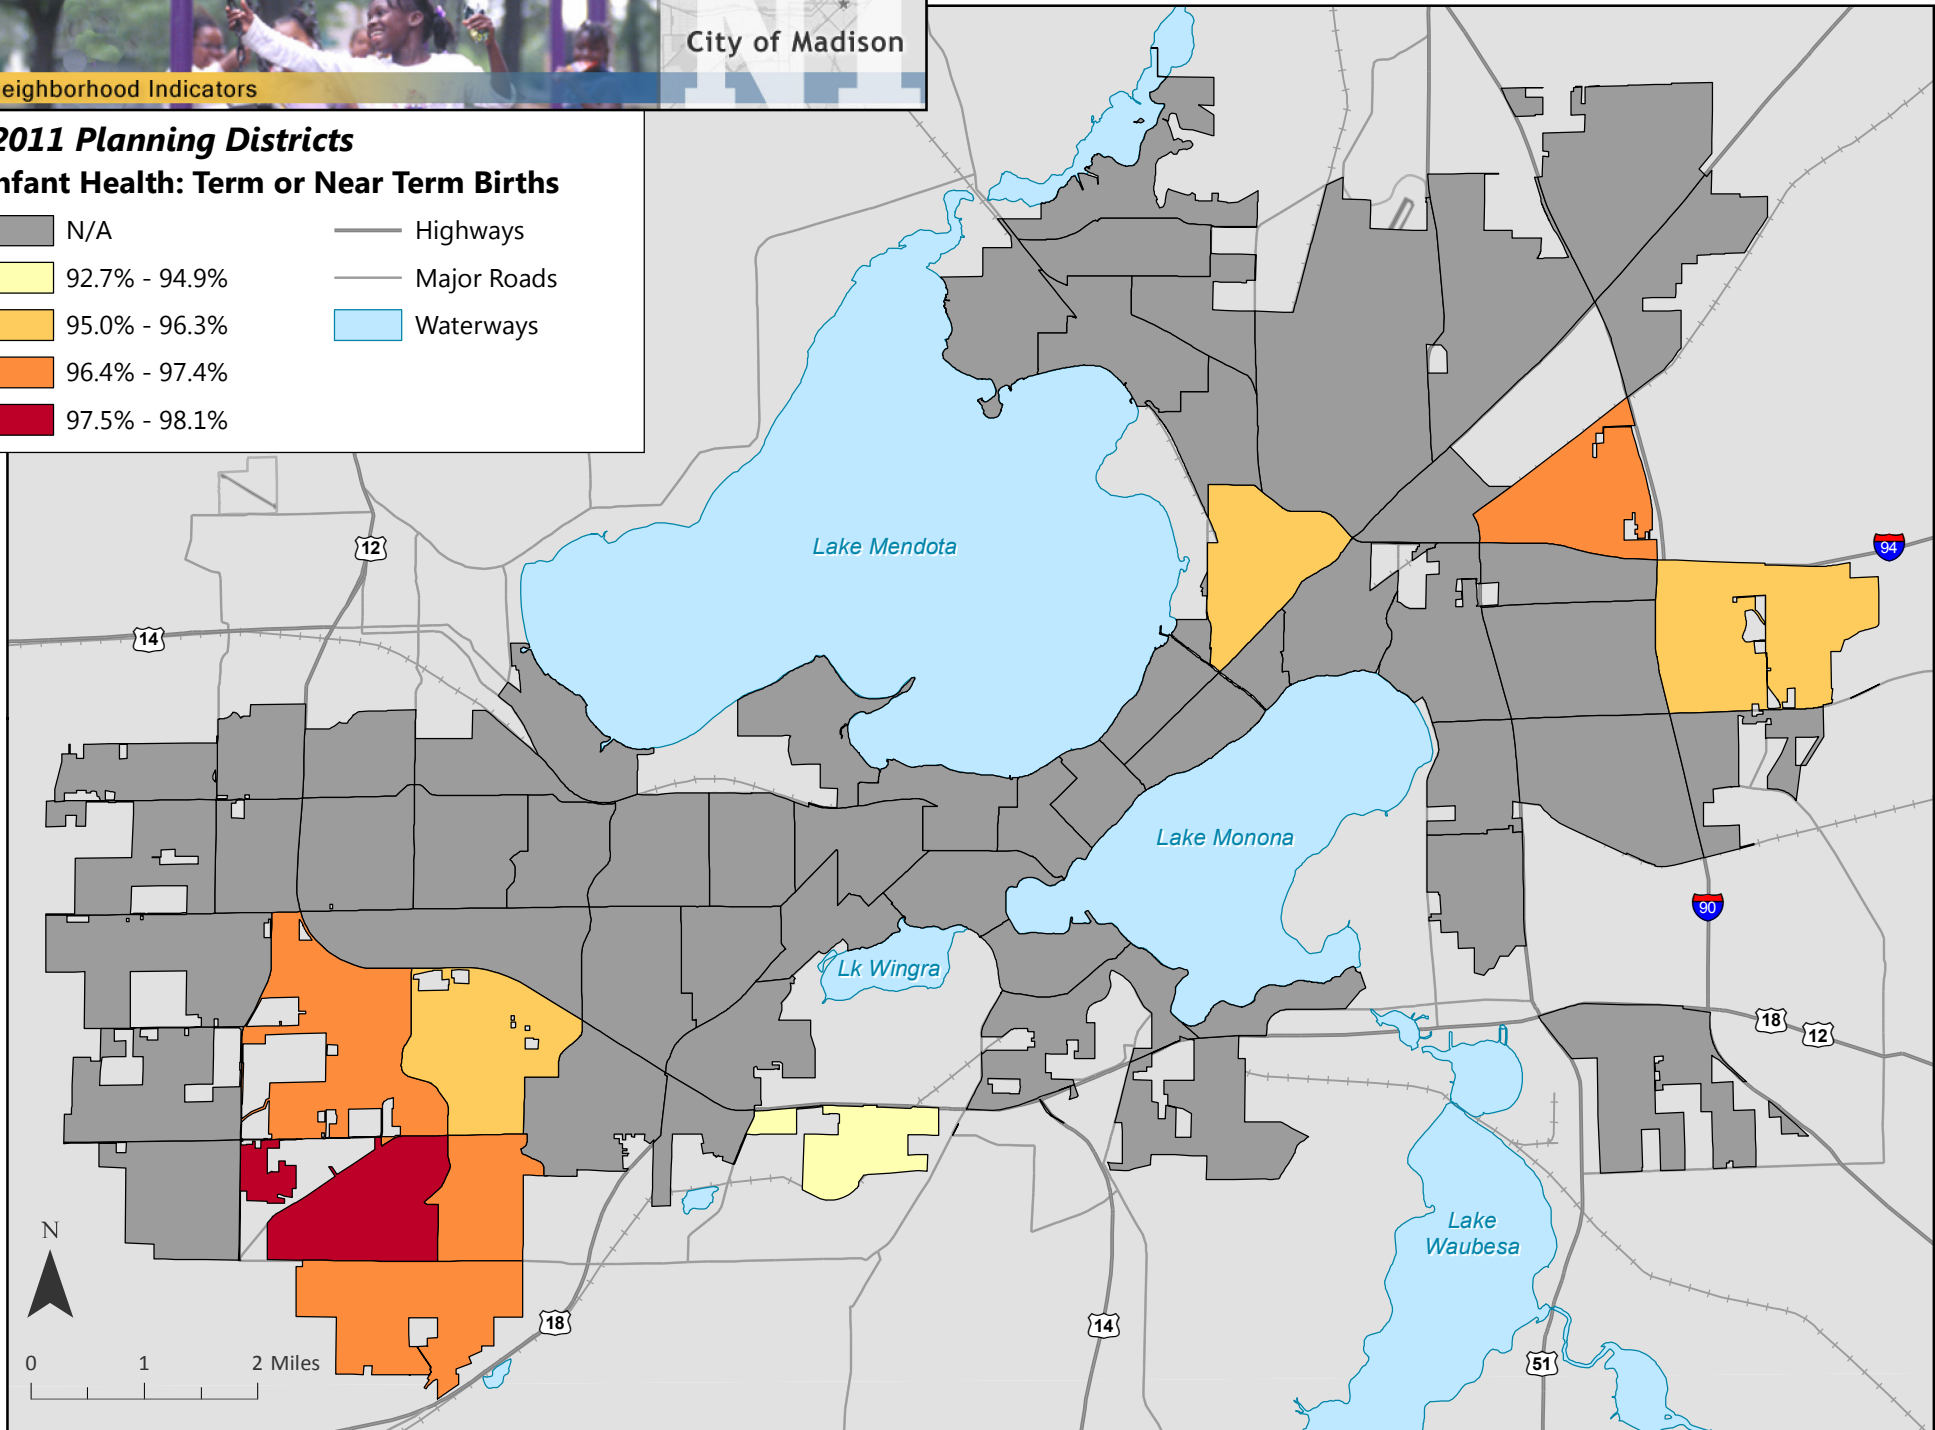 City of Madison
eighborhood Indicators
2011 Planning Districts
nfant Health: Term or Near Term Births
N/A
92.7% - 94.9%
95.0% - 96.3%
96.4% - 97.4%
97.5% - 98.1%
Highways
Major Roads
Waterways
12
14
Lake Mendota
94
Lake Monona
90
Lk Wingra
18
12
Lake
Waubesa
N
18
14
51
0 1 2 Miles